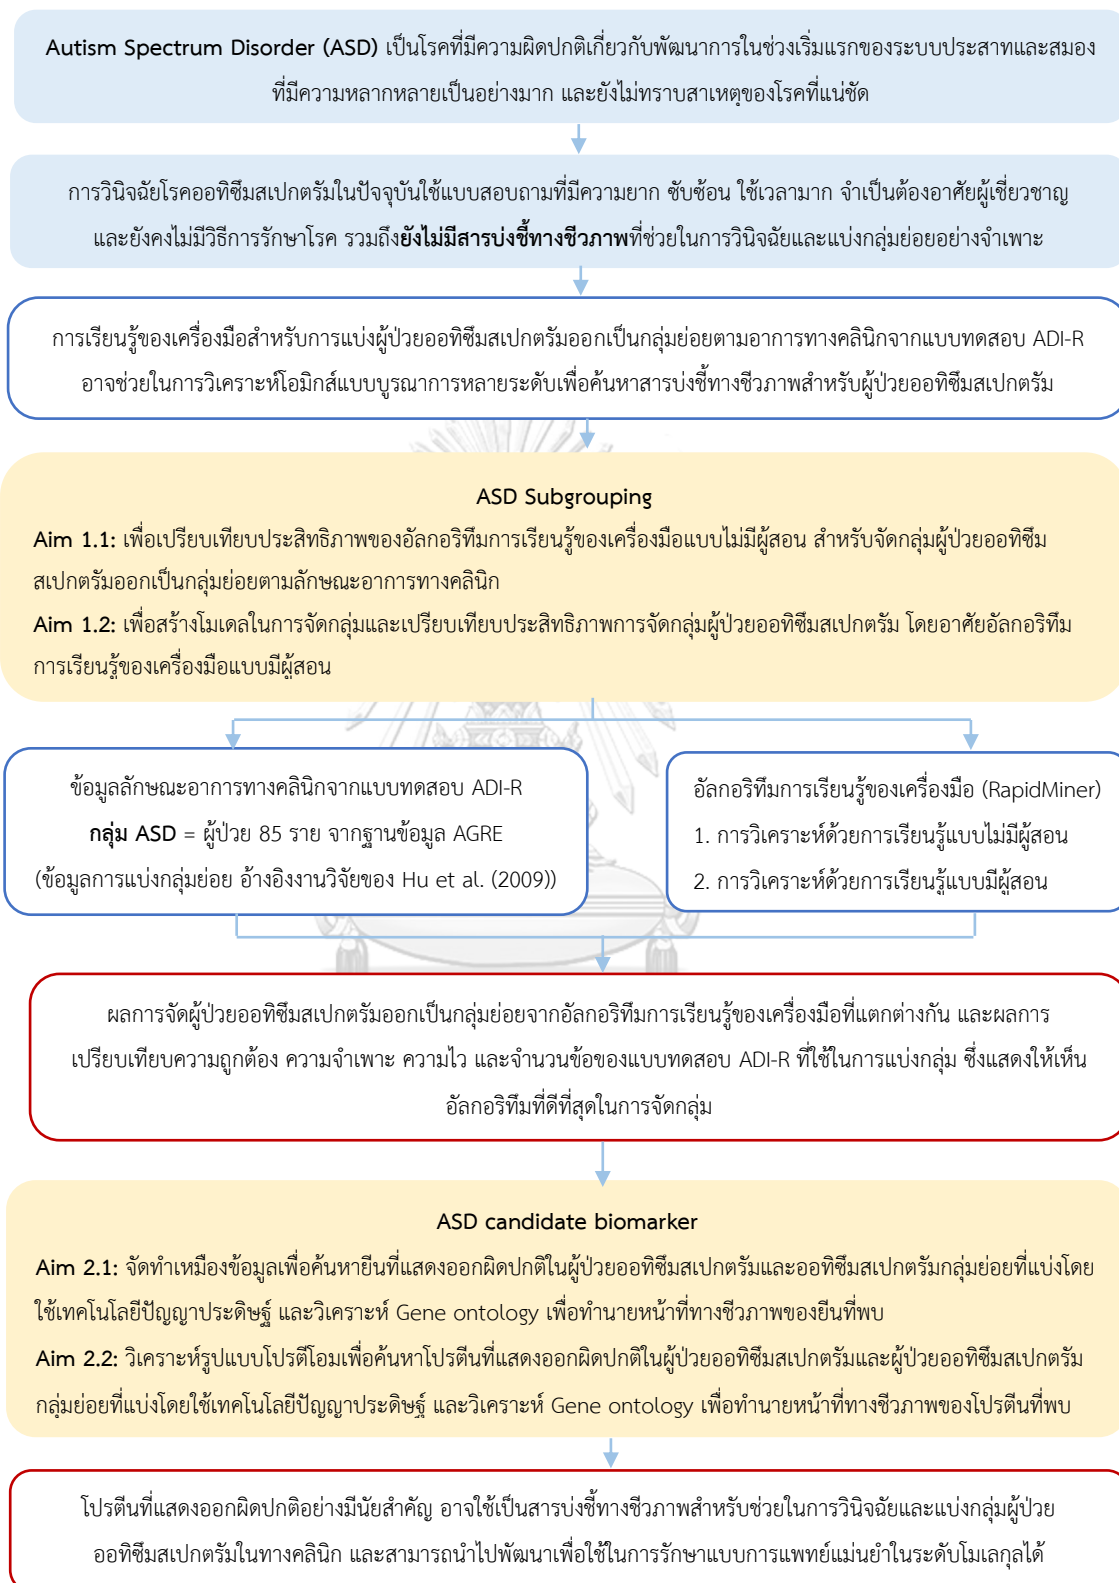 Autism Spectrum Disorder (ASD) เป็นโรคที่มีความผิดปกติเกี่ยวกับพัฒนาการในช่วงเริ่มแรกของระบบประสาทและสมอง
ที่มีความหลากหลายเป็นอย่างมาก และยังไม่ทราบสาเหตุของโรคที่แน่ชัด
การวินิจฉัยโรคออทิซึมสเปกตรัมในปัจจุบันใช้แบบสอบถามที่มีความยาก ซับซ้อน ใช้เวลามาก จำเป็นต้องอาศัยผู้เชี่ยวชาญ
และยังคงไม่มีวิธีการรักษาโรค รวมถึงยังไม่มีสารบ่งชี้ทางชีวภาพที่ช่วยในการวินิจฉัยและแบ่งกลุ่มย่อยอย่างจำเพาะ
การเรียนรู้ของเครื่องมือสำหรับการแบ่งผู้ป่วยออทิซึมสเปกตรัมออกเป็นกลุ่มย่อยตามอาการทางคลินิกจากแบบทดสอบ ADI-R
อาจช่วยในการวิเคราะห์โอมิกส์แบบบูรณาการหลายระดับเพื่อค้นหาสารบ่งชี้ทางชีวภาพสำหรับผู้ป่วยออทิซึมสเปกตรัม
ASD Subgrouping
Aim 1.1: เพื่อเปรียบเทียบประสิทธิภาพของอัลกอริทึมการเรียนรู้ของเครื่องมือแบบไม่มีผู้สอน สำหรับจัดกลุ่มผู้ป่วยออทิซึม
สเปกตรัมออกเป็นกลุ่มย่อยตามลักษณะอาการทางคลินิก
Aim 1.2: เพื่อสร้างโมเดลในการจัดกลุ่มและเปรียบเทียบประสิทธิภาพการจัดกลุ่มผู้ป่วยออทิซึมสเปกตรัม โดยอาศัยอัลกอริทึม
การเรียนรู้ของเครื่องมือแบบมีผู้สอน
ข้อมูลลักษณะอาการทางคลินิกจากแบบทดสอบ ADI-R
กลุ่ม ASD = ผู้ป่วย 85 ราย จากฐานข้อมูล AGRE
(ข้อมูลการแบ่งกลุ่มย่อย อ้างอิงงานวิจัยของ Hu et al. (2009))
อัลกอริทึมการเรียนรู้ของเครื่องมือ (RapidMiner)
1. การวิเคราะห์ด้วยการเรียนรู้แบบไม่มีผู้สอน
2. การวิเคราะห์ด้วยการเรียนรู้แบบมีผู้สอน
ผลการจัดผู้ป่วยออทิซึมสเปกตรัมออกเป็นกลุ่มย่อยจากอัลกอริทึมการเรียนรู้ของเครื่องมือที่แตกต่างกัน และผลการ
เปรียบเทียบความถูกต้อง ความจำเพาะ ความไว และจำนวนข้อของแบบทดสอบ ADI-R ที่ใช้ในการแบ่งกลุ่ม ซึ่งแสดงให้เห็น
อัลกอริทึมที่ดีที่สุดในการจัดกลุ่ม
ASD candidate biomarker
Aim 2.1: จัดทำเหมืองข้อมูลเพื่อค้นหายีนที่แสดงออกผิดปกติในผู้ป่วยออทิซึมสเปกตรัมและออทิซึมสเปกตรัมกลุ่มย่อยที่แบ่งโดย
ใช้เทคโนโลยีปัญญาประดิษฐ์ และวิเคราะห์ Gene ontology เพื่อทำนายหน้าที่ทางชีวภาพของยีนที่พบ
Aim 2.2: วิเคราะห์รูปแบบโปรตีโอมเพื่อค้นหาโปรตีนที่แสดงออกผิดปกติในผู้ป่วยออทิซึมสเปกตรัมและผู้ป่วยออทิซึมสเปกตรัม
กลุ่มย่อยที่แบ่งโดยใช้เทคโนโลยีปัญญาประดิษฐ์ และวิเคราะห์ Gene ontology เพื่อทำนายหน้าที่ทางชีวภาพของโปรตีนที่พบ
โปรตีนที่แสดงออกผิดปกติอย่างมีนัยสำคัญ อาจใช้เป็นสารบ่งชี้ทางชีวภาพสำหรับช่วยในการวินิจฉัยและแบ่งกลุ่มผู้ป่วย
ออทิซึมสเปกตรัมในทางคลินิก และสามารถนำไปพัฒนาเพื่อใช้ในการรักษาแบบการแพทย์แม่นยำในระดับโมเลกุลได้